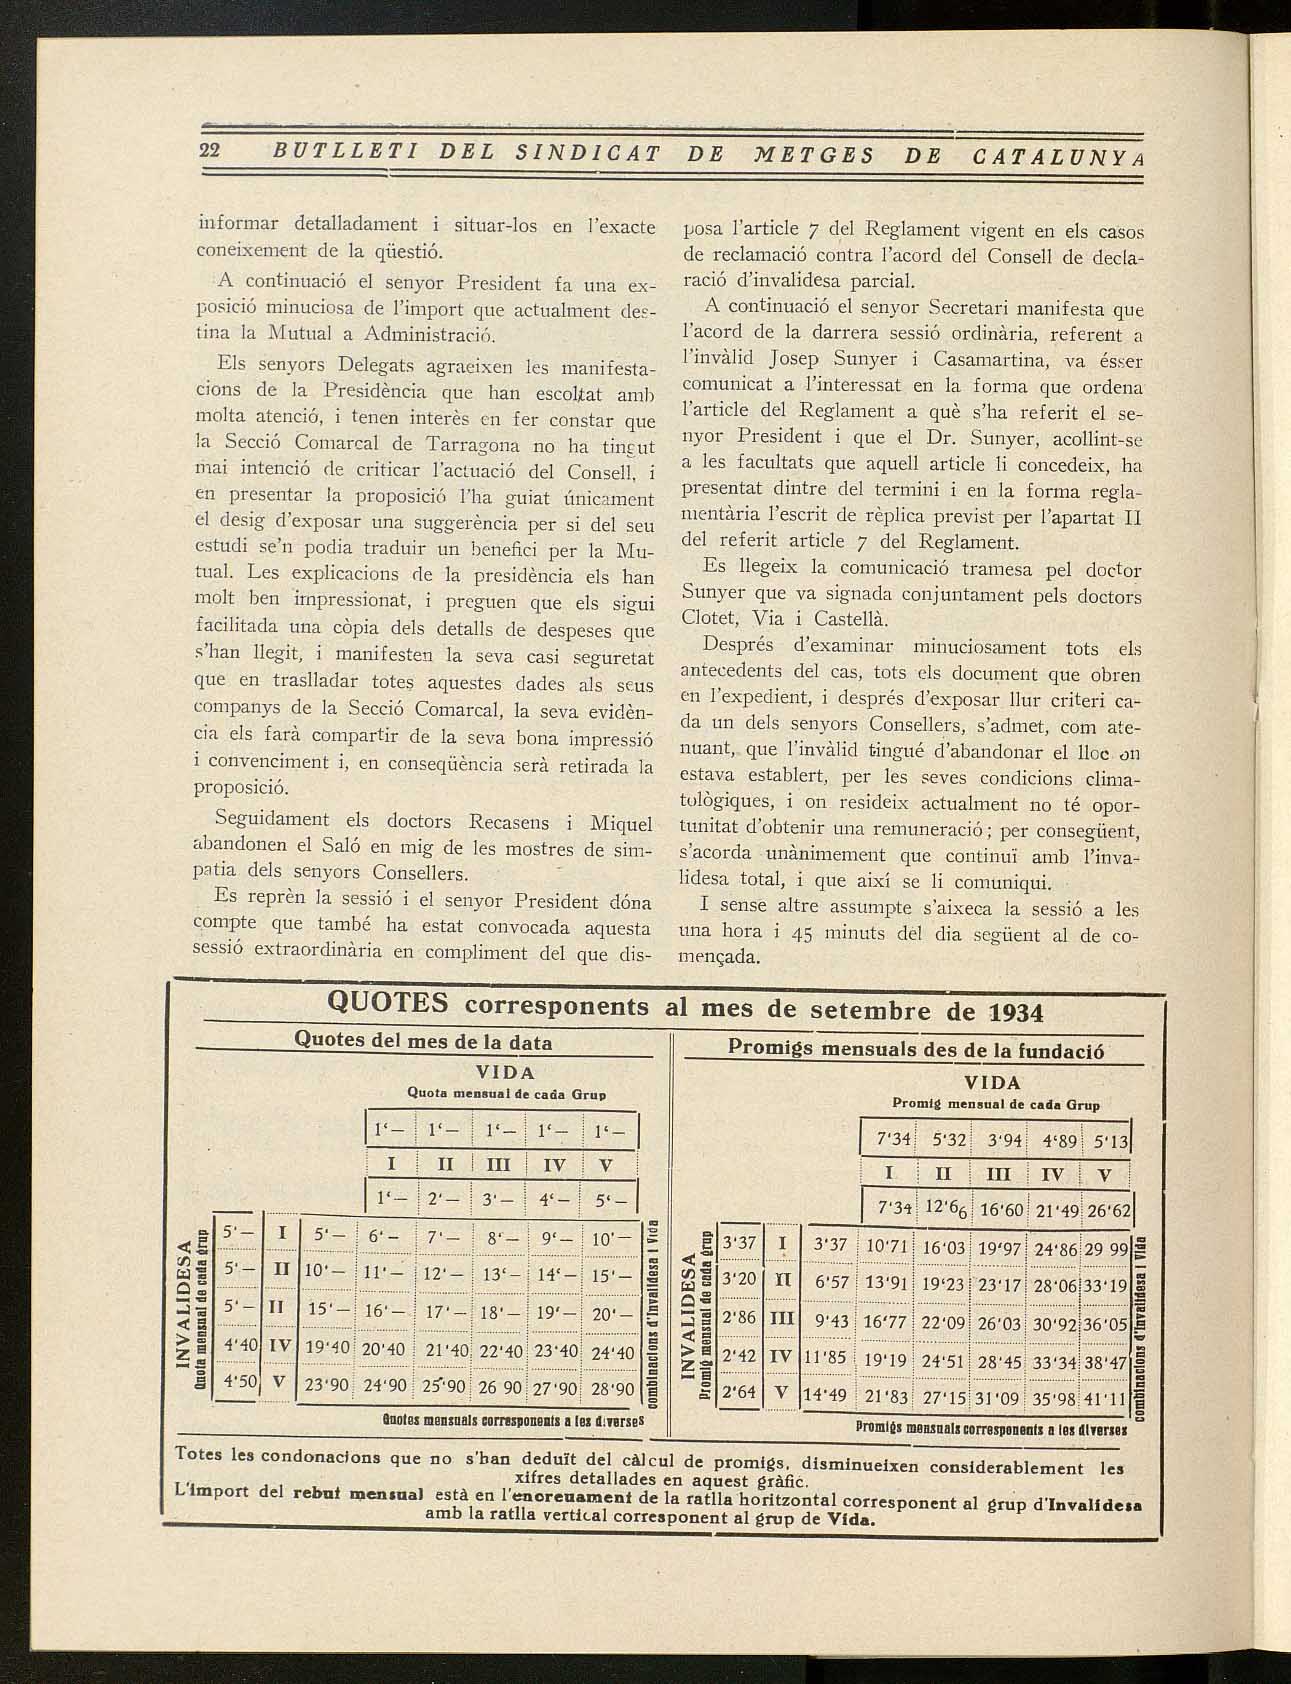 22 BUTLLETI DEL SINDICAT DE METGES DE CATALUNYA
informar detalladament i situar-los en l'exacte
coneixement de la qüestió.
A continuació el senyor President fa una ex-
posició minuciosa de l'import que actualment des-
tina la Mutual a Administració.
Els senyors Delegats agraeixen les manifesta-
cions de la Presidència que han escoltat amb
molta atenció, i tenen interès en fer constar que
la Secció Comarcal de Tarragona no ha tingut
mai intenció de criticar l'actuació del Consell, i
en presentar la proposició l'ha guiat únicament
el desig d'exposar una suggerència per si del seu
estudi se'n podia traduir un benefici per la Mu-
tual. Les explicacions de la presidència els han
molt ben impressionat, i preguen que els sigui
facilitada una còpia dels detalls de despeses que
s'han llegit, i manifesten la seva casi seguretat
que en traslladar totes aquestes dades als seus
companys de la Secció Comarcal, la seva evidèn-
cia els farà compartir de la seva bona impressió
i convenciment i, en conseqüència serà retirada la
proposició.
Seguidament els doctors Recasens i Miquel
abandonen el Saló en mig de les mostres de sim-
patia dels senyors Consellers.
Es reprèn la sessió i el senyor President dóna
compte que també ha estat convocada aquesta
sessió extraordinària en compliment del que dis-
posa l'article 7 del Reglament vigent en els casos
de reclamació contra l'acord del Consell de decla-
ració d'invalidesa parcial.
A continuació el senyor Secretari manifesta que
l'acord de la darrera sessió ordinària, referent a
l'invàlid Josep Sunyer i Casamartina, va ésser
comunicat a l'interessat en la forma que ordena
l'article del Reglament a què s'ha referit el se-
nyor President i que el Dr. Sunyer, acollint-se
a les facultats que aquell article li concedeix, ha
presentat dintre del termini i en la forma regla-
mentària l'escrit de rèplica previst per l'apartat II
del referit article 7 del Reglament.
Es llegeix la comunicació tramesa pel doctor
Sunyer que va signada conjuntament pels doctors
Clotet, Via i Castellà.
Després d'examinar minuciosament tots els
antecedents del cas, tots els document que obren
en l'expedient, i després d'exposar llur criteri ca-
da un dels senyors Consellers, s'admet, com ate-
nuant, que l'invàlid tingué d'abandonar el lloc on
estava establert, per les seves condicions clima-
tològiques, i on resideix actualment no té opor-
tunitat d'obtenir una remuneració; per consegüent,
s'acorda unànimement que continuï amb l'inva-
lidesa total, i que així se li comuniqui.
I sense altre assumpte s'aixeca la sessió a les
una hora i 45 minuts del dia següent al de co-
mençada.
QUOTES corresponents al mes de setembre de 1934
Quotes del mes de la data
VIDA
Quota mensual de cada Grup
1'— 1'— 1'— 1'— 1'—
I II III IV V
1'— 2'— 3'— 4'— 5'—
INVALIDESA
Quota mensual de cada grup
5'— I 5'— 6'— 7'— 8'— 9'— 10'—
5'— II 10'— 11'— 12'— 13'— 14'— 15'—
5'— II 15'— 16'— 17'— 18'— 19'— 20'—
4'40 IV 19'40 20'40 21'40 22'40 23'40 24'40
4'50 V 23'90 24'90 25'90 26 90 27'90 28'90
combinacions d'Invalidesa i Vida
Quotes mensuals corresponents a les diverses
Promigs mensuals des de la fundació
VIDA
Promig mensual de cada Grup
7'34 5'32 3'94 4'89 5'13
I II III IV V
7'34 12'66 16'60 21'49 26'62
INVALIDESA
Promig mensual de cada grup
3'37 I 3'37 10'71 16'03 19'97 24'86 29 99
3'20 II 6'57 13'91 19'23 23'17 28'06 33'19
2'86 III 9'43 16'77 22'09 26'03 30'92 36'05
2'42 IV 11'85 19'19 24'51 28'45 33'34 38'47
2'64 V 14'49 21'83 27'15 31'09 35'98 41'11
combinacions d'Invalidesa i Vida
Promigs mensuals corresponents a les diverses
Totes les condonacions que no s'han deduït del càlcul de promigs, disminueixen considerablement les
xifres detallades en aquest gràfic.
L'import del rebut mensual està en l'encreuament de la ratlla horitzontal corresponent al grup d'Invalidesa
amb la ratlla vertical corresponent al grup de Vida.